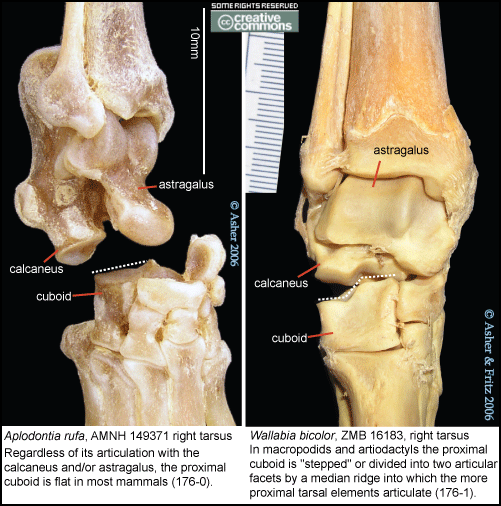 SOME RIGHTS RESERVED
cc creative commons
10mm
astragalus
calcaneus
cuboid
© Asher 2006
astragalus
calcaneus
cuboid
© Asher & Fritz 2006
Aplodontia rufa, AMNH 149371 right tarsus
Regardless of its articulation with the
calcaneus and/or astragalus, the proximal
cuboid is flat in most mammals (176-0).
Wallabia bicolor, ZMB 16183, right tarsus
In macropodids and artiodactyls the proximal
cuboid is "stepped" or divided into two articular
facets by a median ridge into which the more
proximal tarsal elements articulate (176-1).